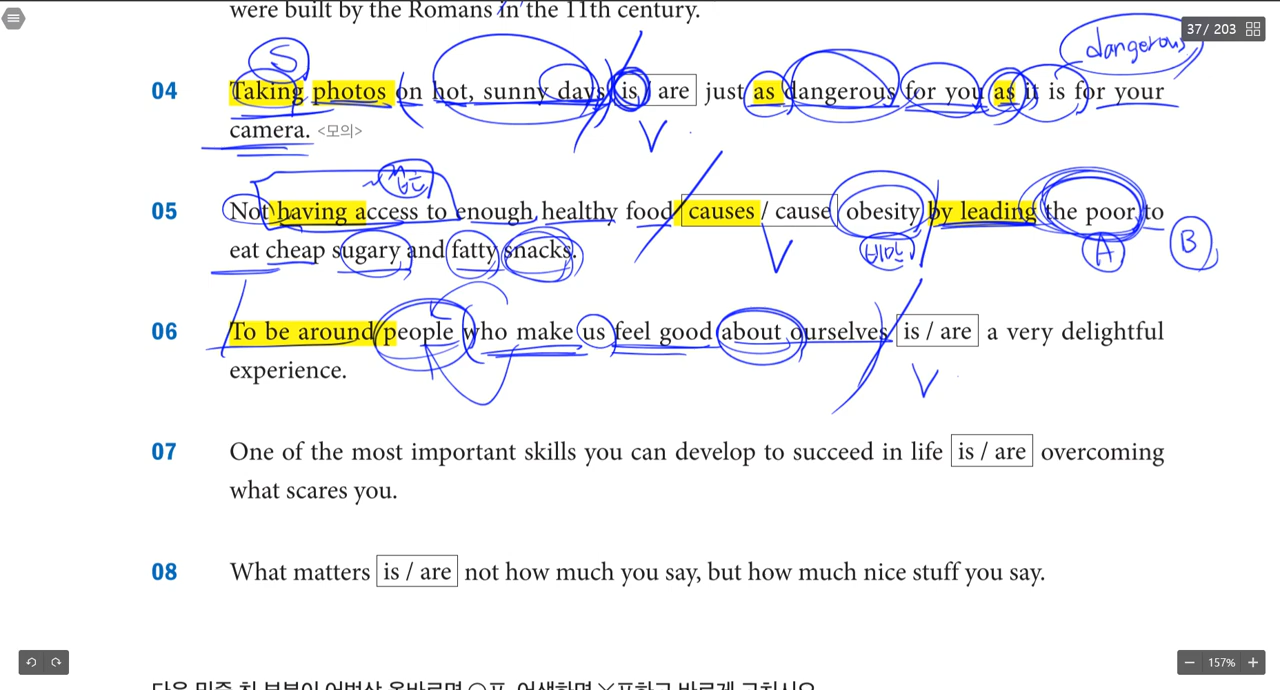 were built by the Romans in the 11th century.
37/ 203
S
dangerous
04 Taking photos on hot, sunny days is / are just as dangerous for you as it is for your
camera. <모의>
V
05 Not having access to enough healthy food causes / cause obesity by leading the poor to
eat cheap sugary and fatty snacks.
V
비만
A
B
06 To be around people who make us feel good about ourselves is / are a very delightful
experience.
V
07 One of the most important skills you can develop to succeed in life is / are overcoming
what scares you.
08 What matters is / are not how much you say, but how much nice stuff you say.
157%